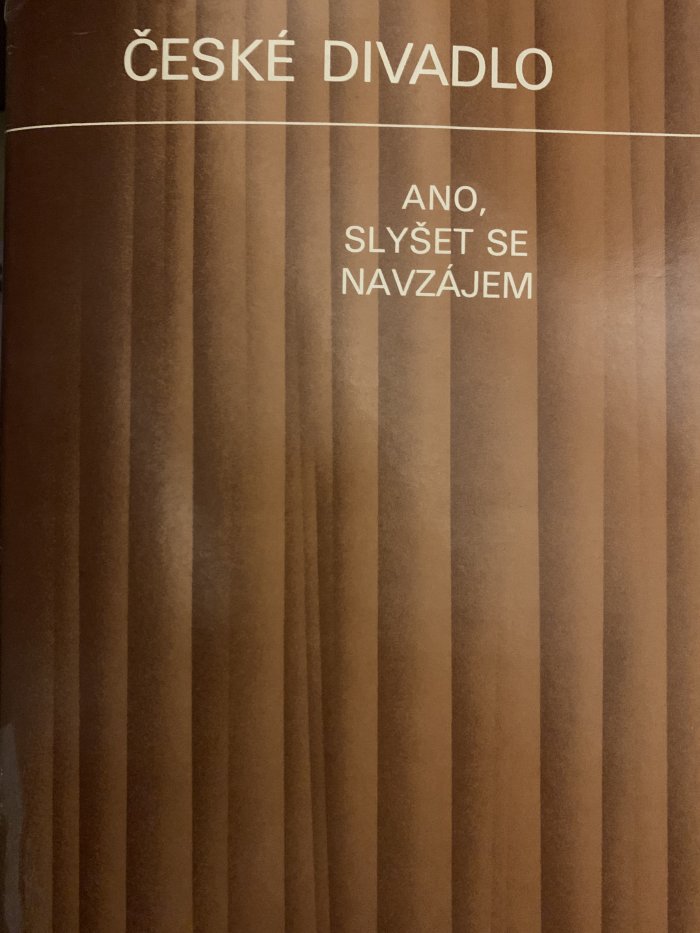 ČESKÉ DIVADLO
ANO,
SLYŠET SE
NAVZÁJEM